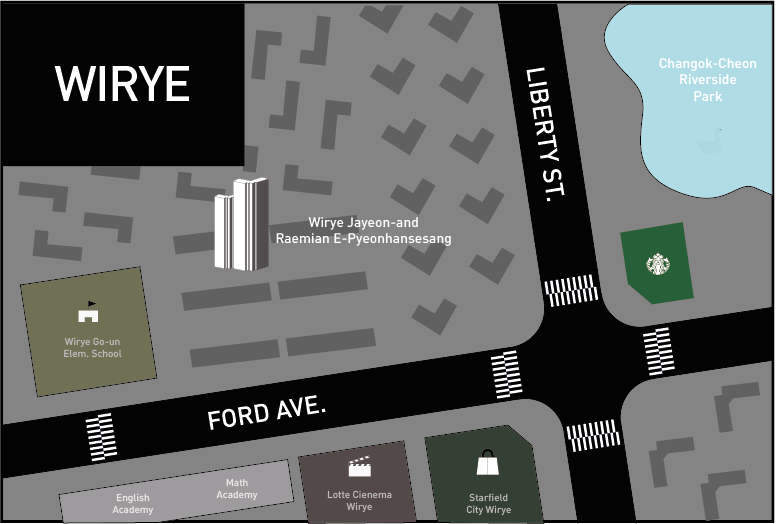 WIRYE
Changok-Cheon
Riverside
Park
LIBERTY ST.
Wirye Jayeon-and
Raemian E-Pyeonhansesang
Wirye Go-un
Elem. School
FORD AVE.
English
Academy
Math
Academy
Lotte Cienema
Wirye
Starfield
City Wirye